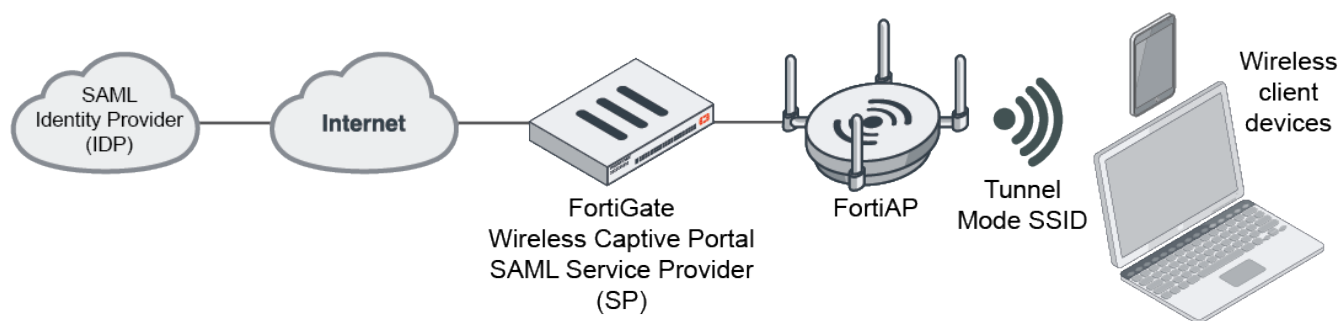 SAML
Identity Provider
(IDP)
Internet
FortiGate
Wireless Captive Portal
SAML Service Provider
(SP)
FortiAP
Tunnel
Mode SSID
Wireless
client
devices